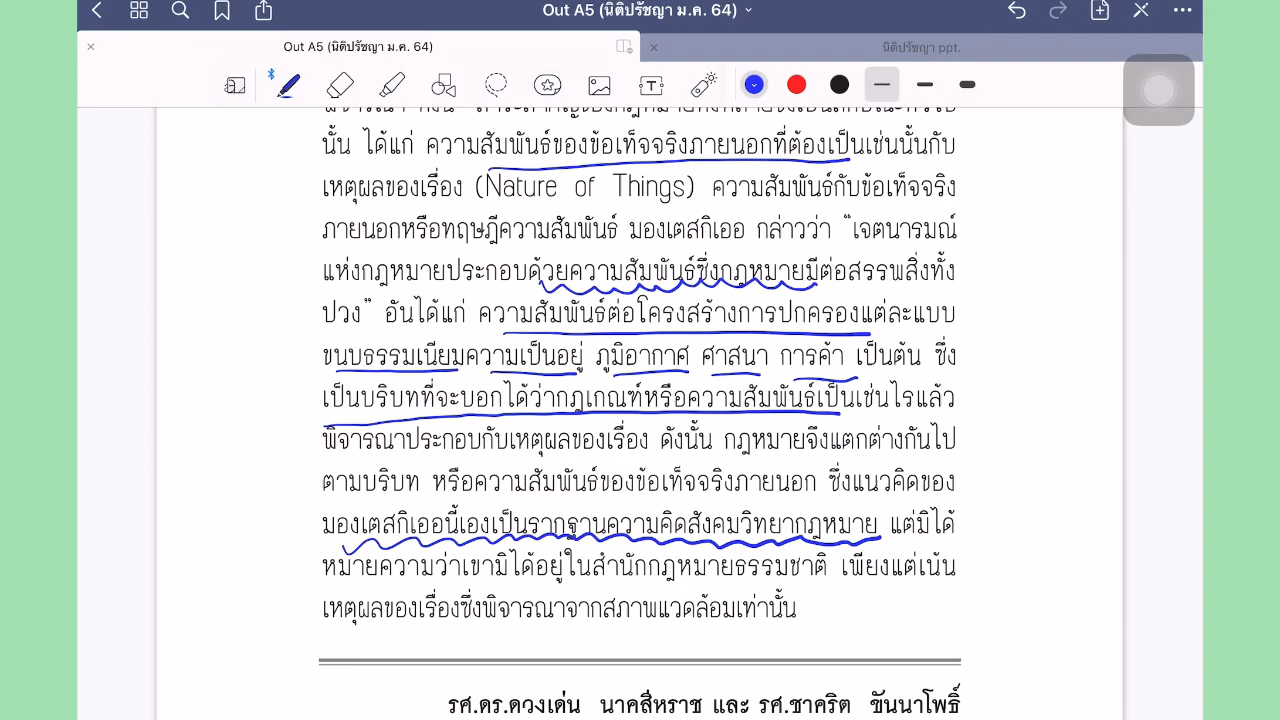 Out A5 (นิติปรัชญา ม.ค. 64)
Out A5 (นิติปรัชญา ม.ค. 64)
นิติปรัชญา ppt.
นั้น ได้แก่ ความสัมพันธ์ของข้อเท็จจริงภายนอกที่ต้องเป็นเช่นนั้นกับ
เหตุผลของเรื่อง (Nature of Things) ความสัมพันธ์กับข้อเท็จจริง
ภายนอกหรือทฤษฎีความสัมพันธ์ มองเตสกิเออ กล่าวว่า “เจตนารมณ์
แห่งกฎหมายประกอบด้วยความสัมพันธ์ซึ่งกฎหมายมีต่อสรรพสิ่งทั้ง
ปวง” อันได้แก่ ความสัมพันธ์ต่อโครงสร้างการปกครองแต่ละแบบ
ขนบธรรมเนียมความเป็นอยู่ ภูมิอากาศ ศาสนา การค้า เป็นต้น ซึ่ง
เป็นบริบทที่จะบอกได้ว่ากฎเกณฑ์หรือความสัมพันธ์เป็นเช่นไรแล้ว
พิจารณาประกอบกับเหตุผลของเรื่อง ดังนั้น กฎหมายจึงแตกต่างกันไป
ตามบริบท หรือความสัมพันธ์ของข้อเท็จจริงภายนอก ซึ่งแนวคิดของ
มองเตสกิเออนี้เองเป็นรากฐานความคิดสังคมวิทยากฎหมาย แต่มิได้
หมายความว่าเขามิได้อยู่ในสำนักกฎหมายธรรมชาติ เพียงแต่เน้น
เหตุผลของเรื่องซึ่งพิจารณาจากสภาพแวดล้อมเท่านั้น
รศ.ดร.ดวงเด่น นาคสีหราช และ รศ.ชาคริต ขันนาโพธิ์